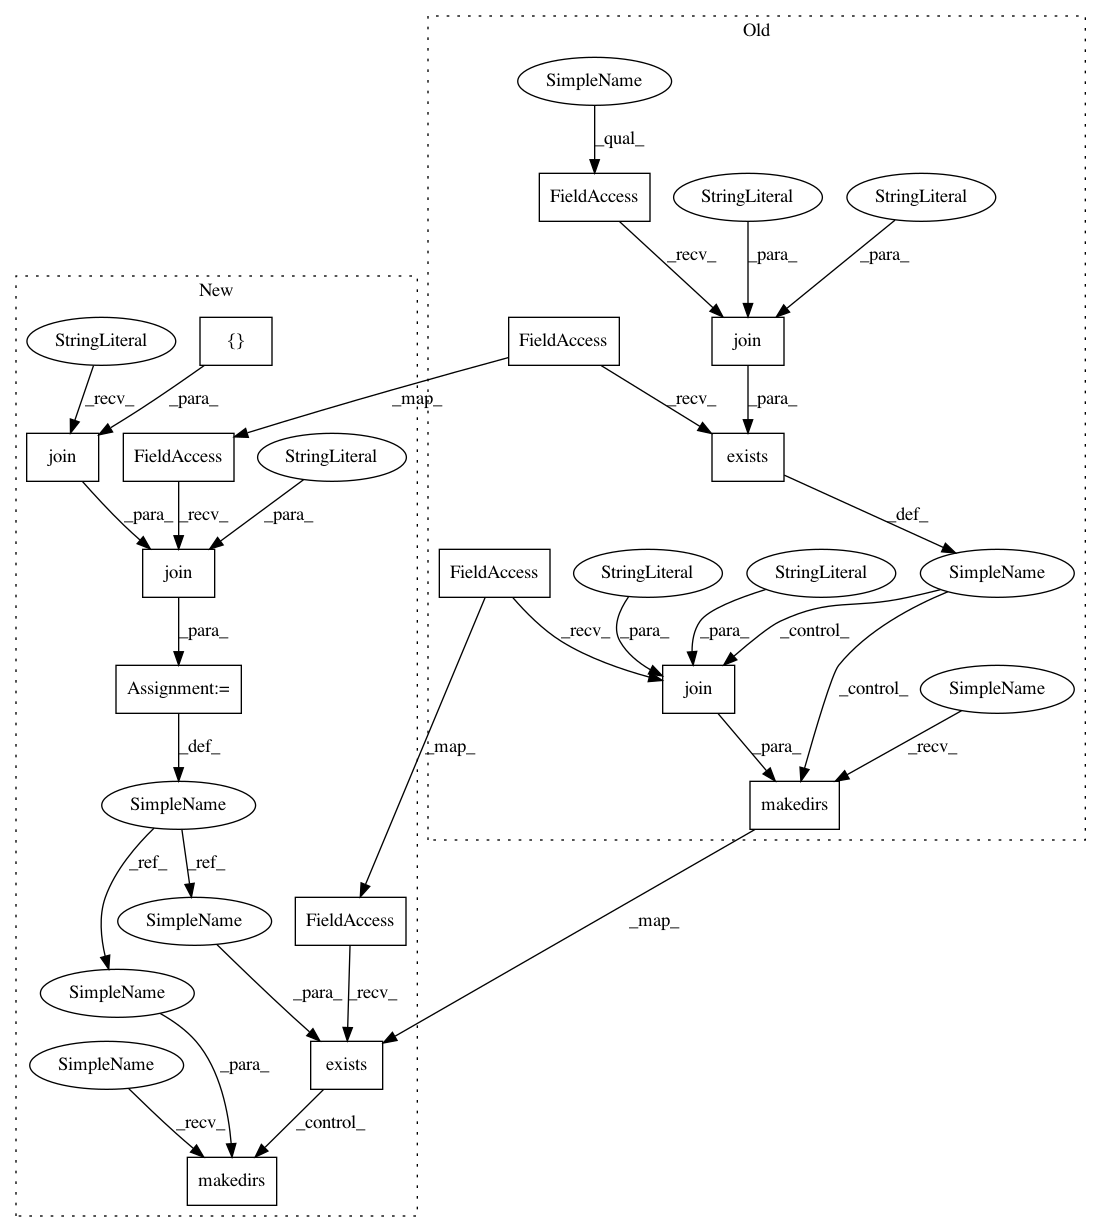 Old
SimpleName
_qual_
FieldAccess
StringLiteral
StringLiteral
_recv_
_para_
_para_
New
StringLiteral
{}
FieldAccess
join
_recv_
_para_
_map_
_recv_
_para_
join
FieldAccess
StringLiteral
exists
_para_
_recv_
_para_
_def_
join
FieldAccess
StringLiteral
StringLiteral
SimpleName
_para_
_recv_
_para_
_para_
_control_
Assignment:=
join
_control_
SimpleName
_def_
_map_
_para_
_recv_
SimpleName
makedirs
_ref_
_ref_
SimpleName
FieldAccess
_map_
SimpleName
_para_
_recv_
SimpleName
exists
_para_
_recv_
_control_
makedirs